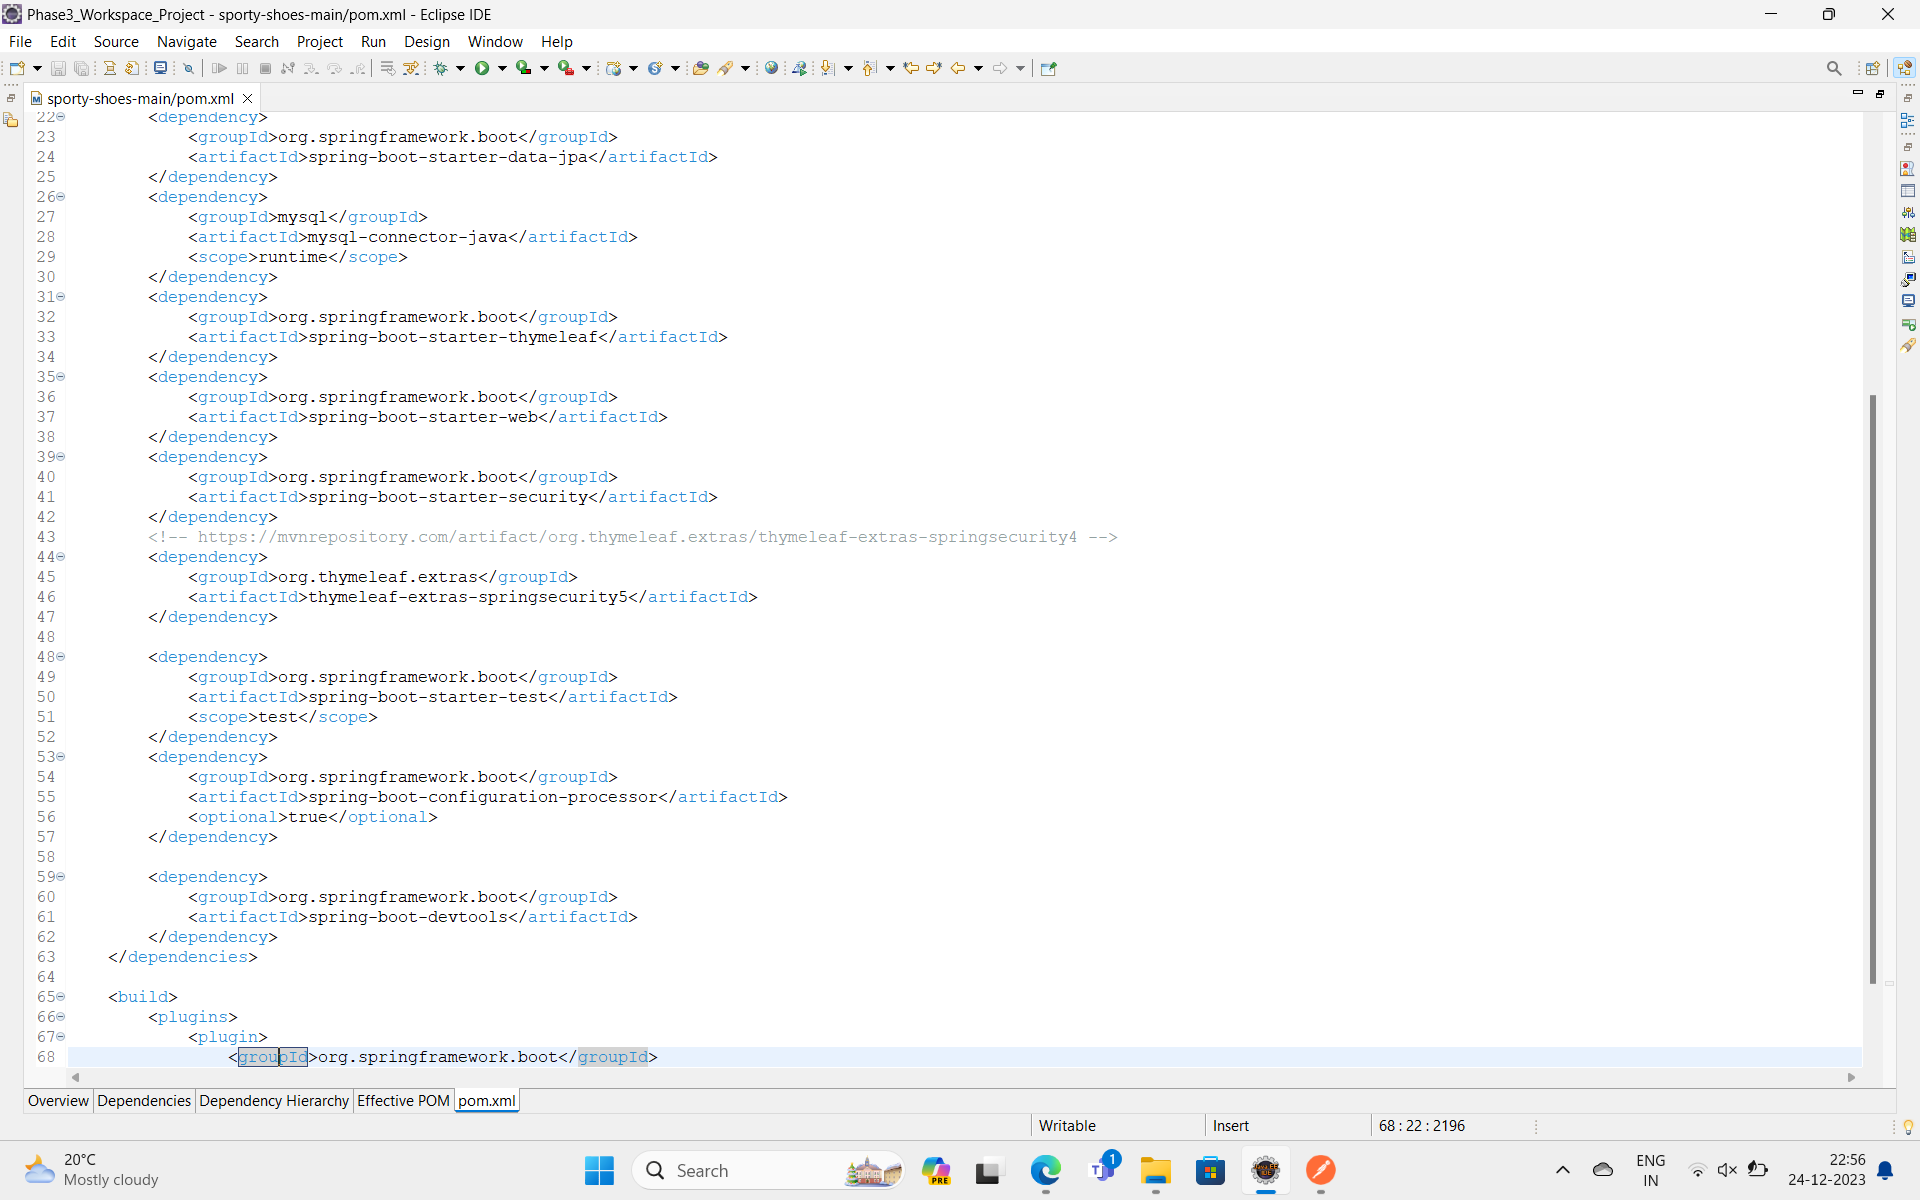 Phase3_Workspace_Project - sporty-shoes-main/pom.xml - Eclipse IDE
File Edit Source Navigate Search Project Run Design Window Help
sporty-shoes-main/pom.xml
22 <dependency>
23 <groupId>org.springframework.boot</groupId>
24 <artifactId>spring-boot-starter-data-jpa</artifactId>
25 </dependency>
26 <dependency>
27 <groupId>mysql</groupId>
28 <artifactId>mysql-connector-java</artifactId>
29 <scope>runtime</scope>
30 </dependency>
31 <dependency>
32 <groupId>org.springframework.boot</groupId>
33 <artifactId>spring-boot-starter-thymeleaf</artifactId>
34 </dependency>
35 <dependency>
36 <groupId>org.springframework.boot</groupId>
37 <artifactId>spring-boot-starter-web</artifactId>
38 </dependency>
39 <dependency>
40 <groupId>org.springframework.boot</groupId>
41 <artifactId>spring-boot-starter-security</artifactId>
42 </dependency>
43 <!-- https://mvnrepository.com/artifact/org.thymeleaf.extras/thymeleaf-extras-springsecurity4 -->
44 <dependency>
45 <groupId>org.thymeleaf.extras</groupId>
46 <artifactId>thymeleaf-extras-springsecurity5</artifactId>
47 </dependency>
48
48 <dependency>
49 <groupId>org.springframework.boot</groupId>
50 <artifactId>spring-boot-starter-test</artifactId>
51 <scope>test</scope>
52 </dependency>
53 <dependency>
54 <groupId>org.springframework.boot</groupId>
55 <artifactId>spring-boot-configuration-processor</artifactId>
56 <optional>true</optional>
57 </dependency>
58
59 <dependency>
60 <groupId>org.springframework.boot</groupId>
61 <artifactId>spring-boot-devtools</artifactId>
62 </dependency>
63 </dependencies>
64
65 <build>
66 <plugins>
67 <plugin>
68 <groupId>org.springframework.boot</groupId>
Overview Dependencies Dependency Hierarchy Effective POM pom.xml
Writable Insert 68 : 22 : 2196
20°C
Mostly cloudy
Search
PRE
1
ENG
IN
22:56
24-12-2023